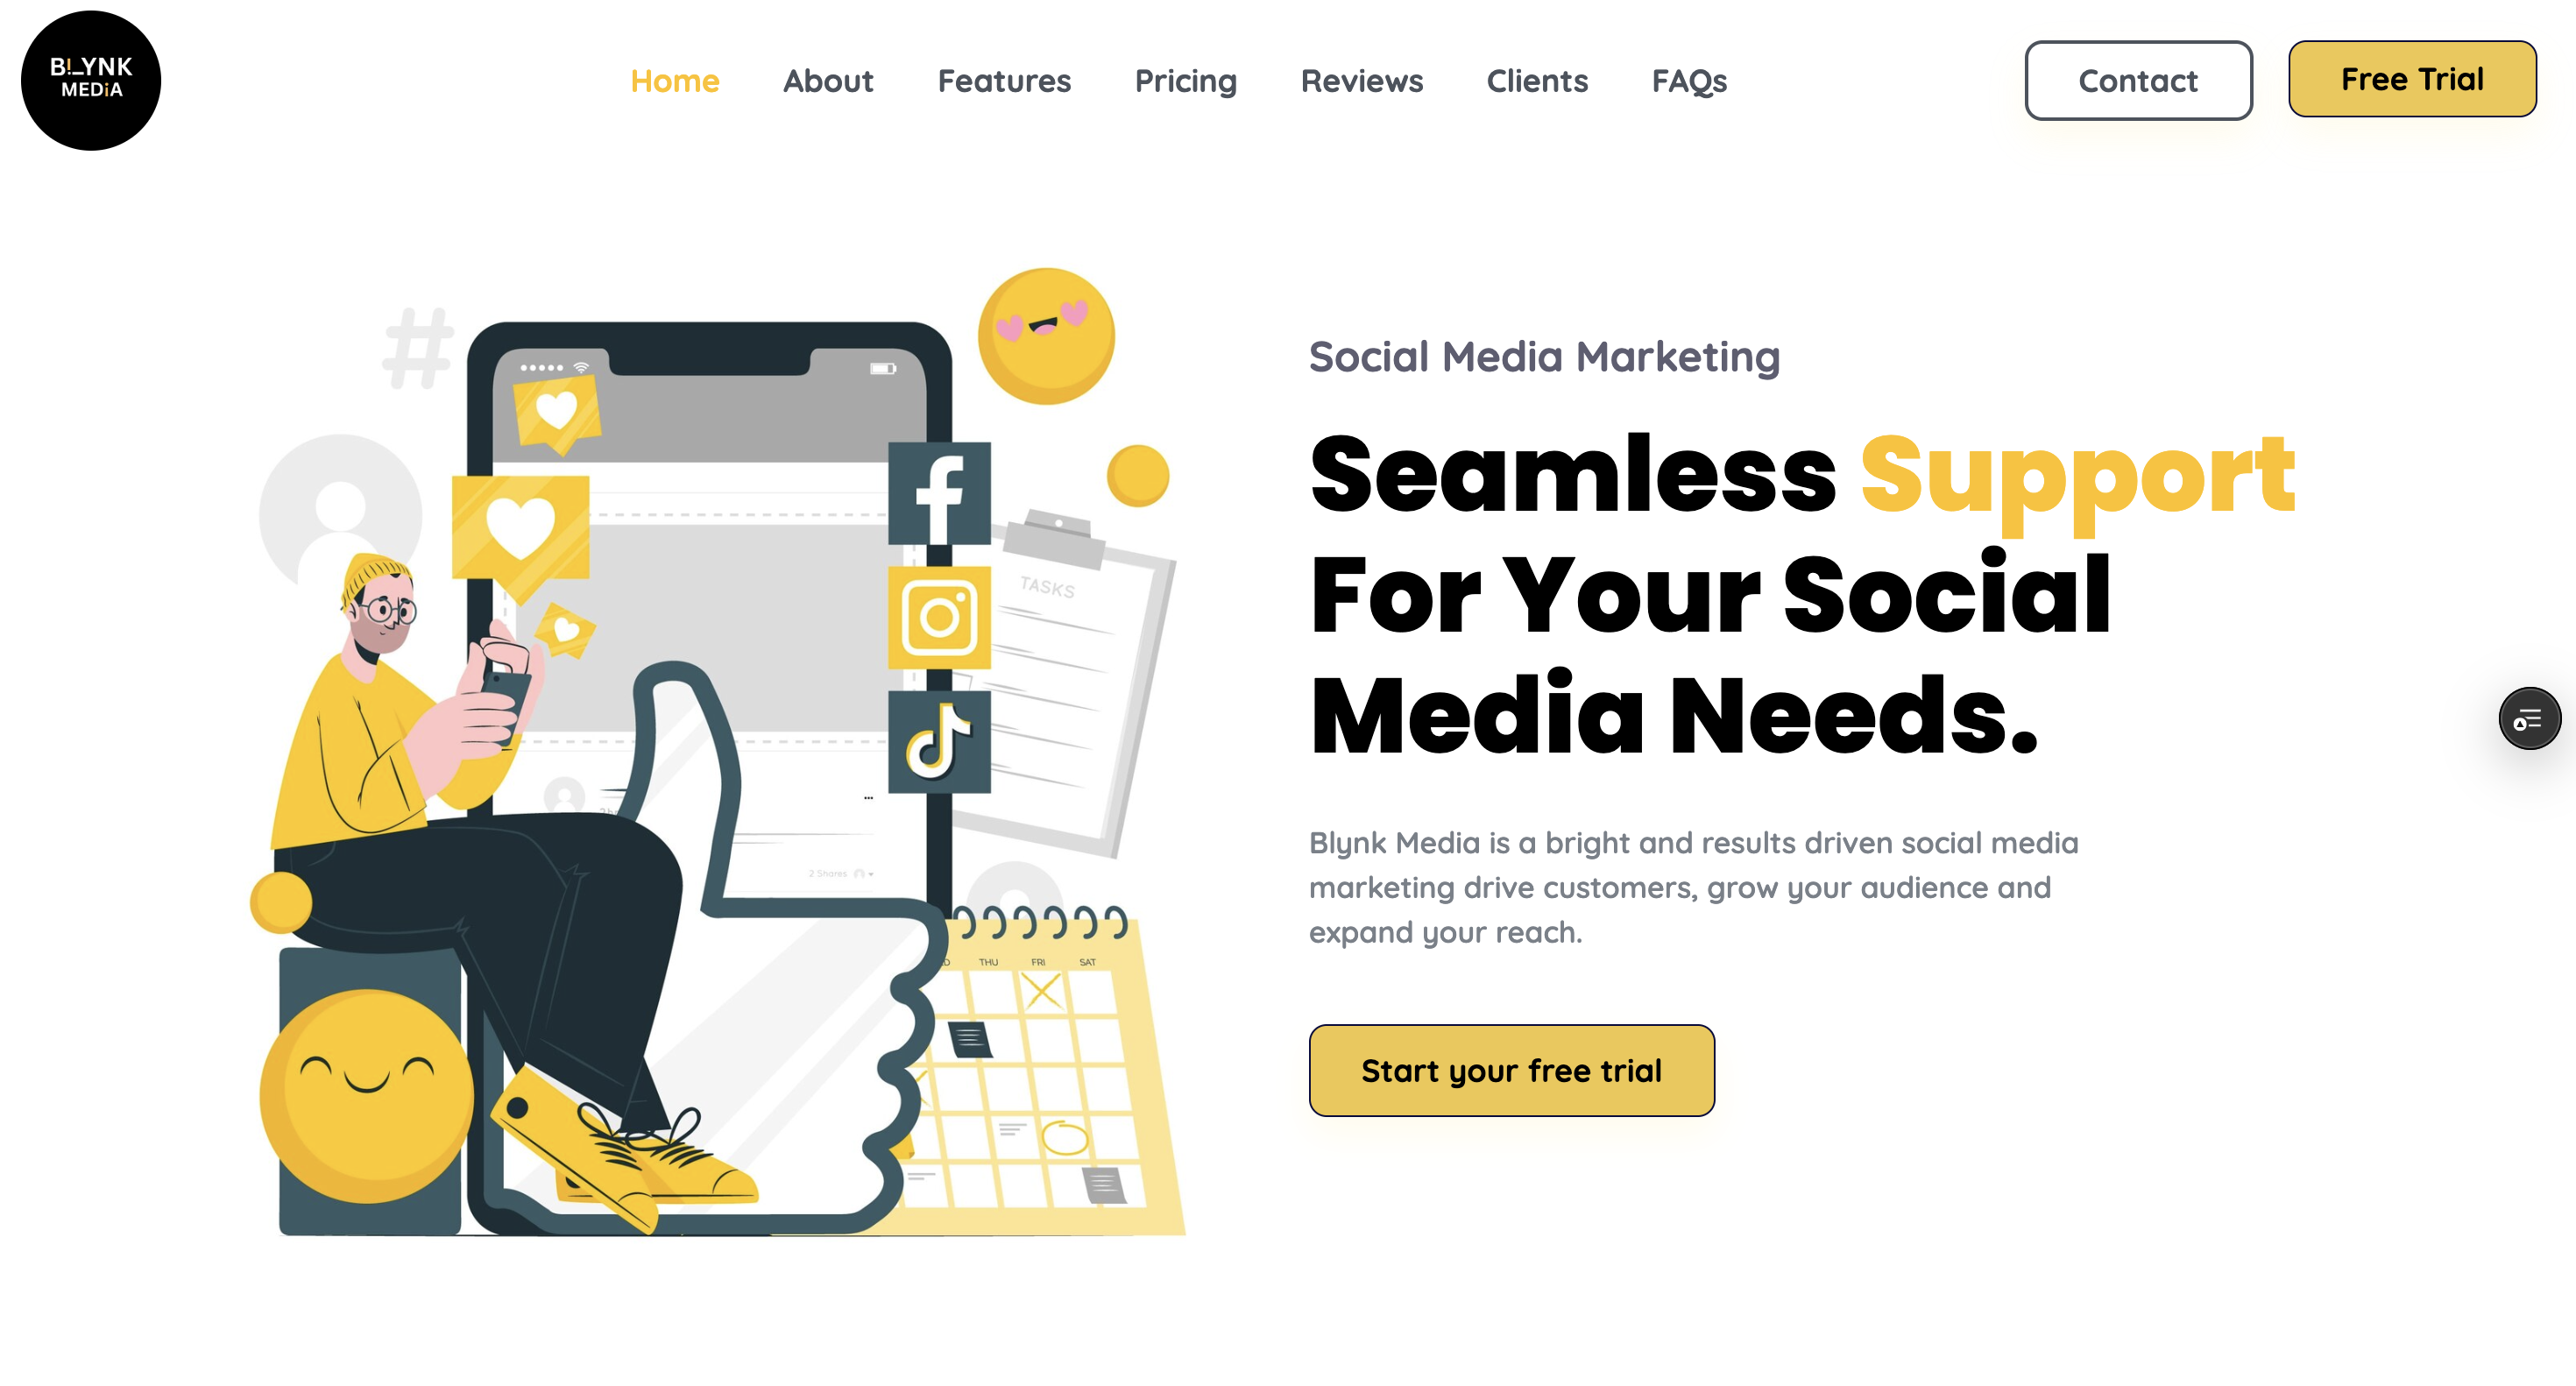 BLYNK
MEDiA
Home About Features Pricing Reviews Clients FAQs Contact Free Trial
Social Media Marketing
Seamless Support
For Your Social
Media Needs.
Blynk Media is a bright and results driven social media
marketing drive customers, grow your audience and
expand your reach.
Start your free trial
TASKS
2 Shares
THU FRI SAT